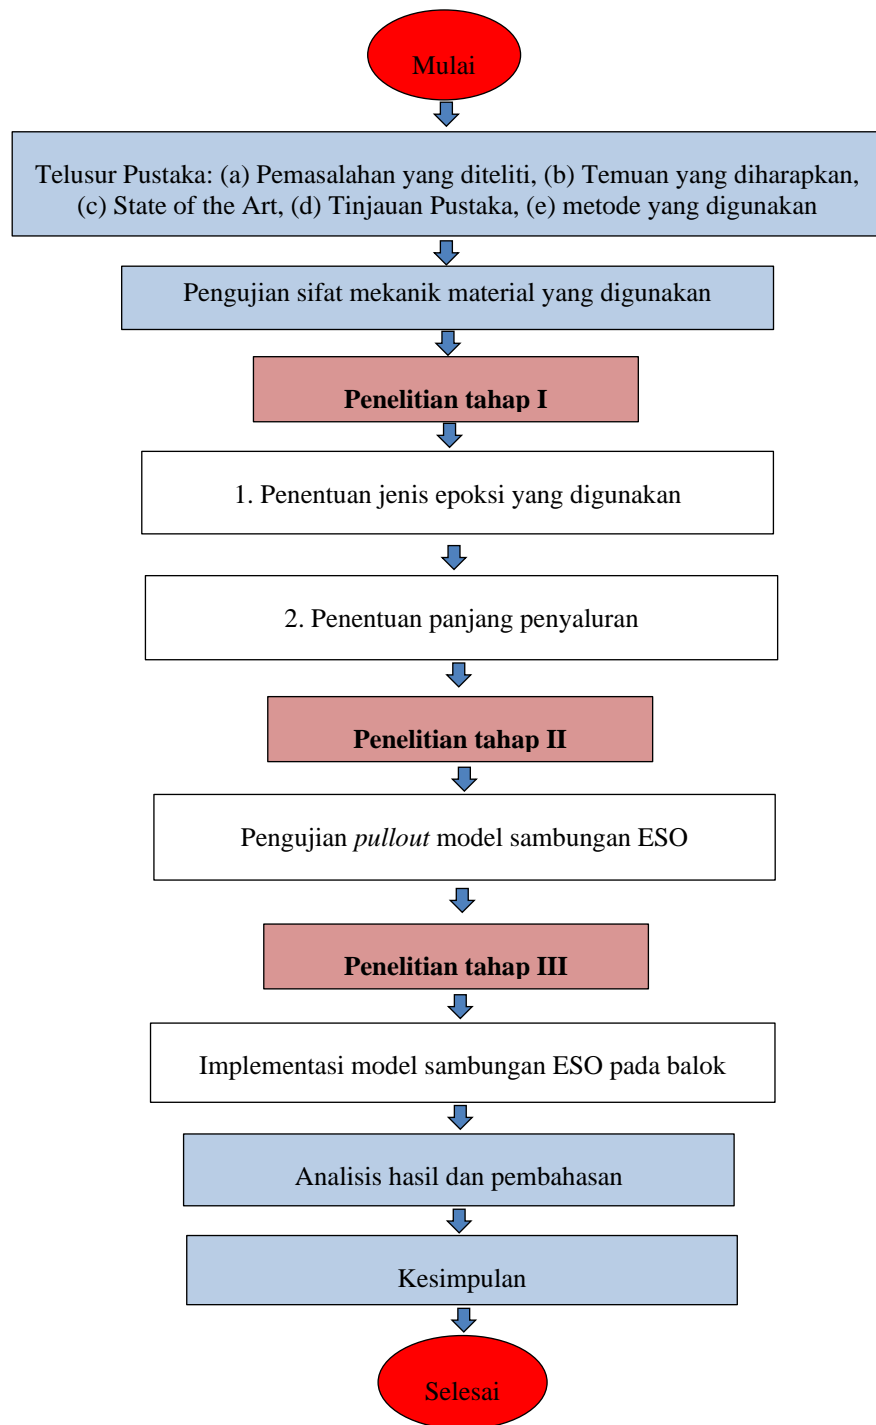 Mulai
Telusur Pustaka: (a) Pemasalahan yang diteliti, (b) Temuan yang diharapkan,
(c) State of the Art, (d) Tinjauan Pustaka, (e) metode yang digunakan
Pengujian sifat mekanik material yang digunakan
Penelitian tahap I
1. Penentuan jenis epoksi yang digunakan
2. Penentuan panjang penyaluran
Penelitian tahap II
Pengujian pullout model sambungan ESO
Penelitian tahap III
Implementasi model sambungan ESO pada balok
Analisis hasil dan pembahasan
Kesimpulan
Selesai